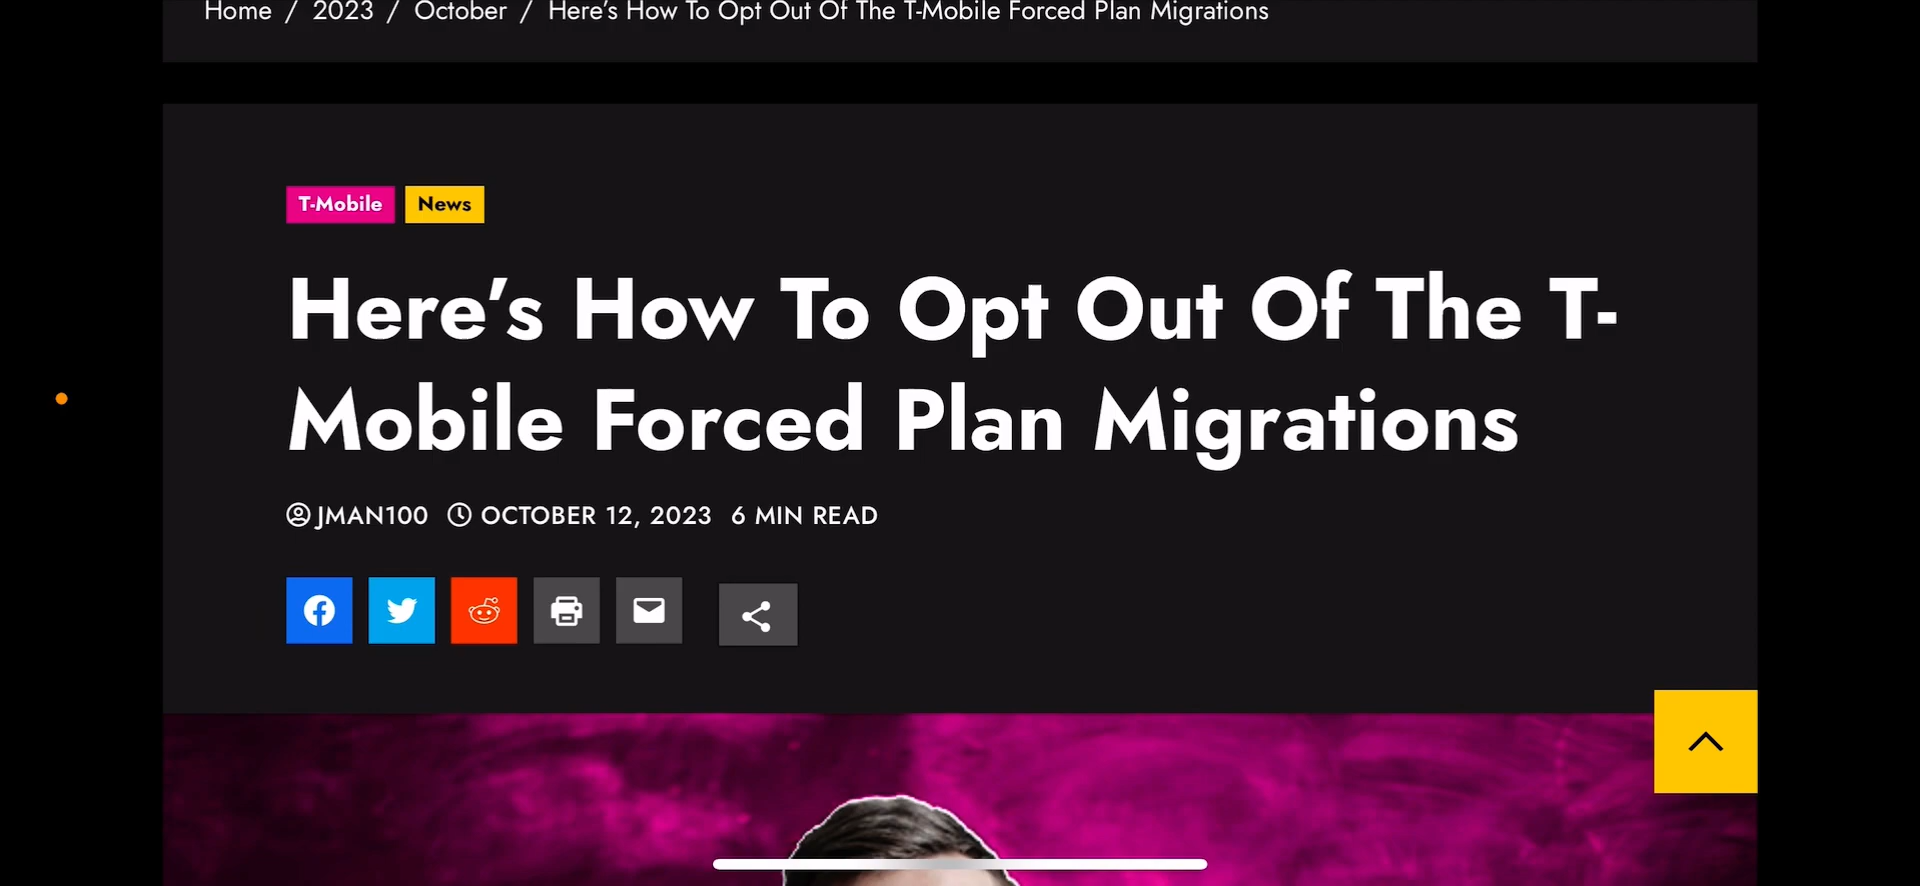 Home / 2023 / October / Here's How To Opt Out Of The T-Mobile Forced Plan Migrations
T-Mobile News
Here's How To Opt Out Of The T-
Mobile Forced Plan Migrations
JMAN100 OCTOBER 12, 2023 6 MIN READ